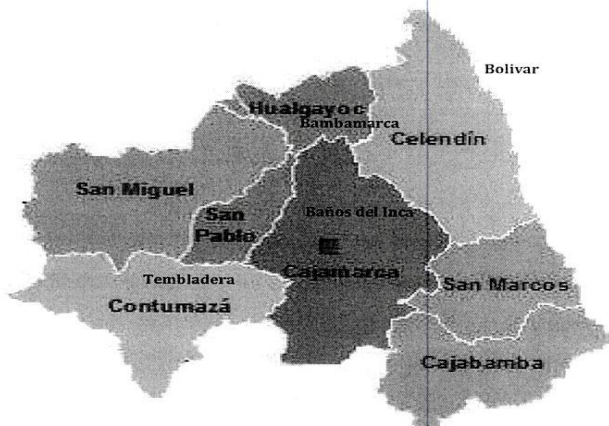 Bolivar
Hualgayoc
Bambamarca
Celendín
San Miguel
San
Pablo
Baños del Inca
Cajamarca
Tembladera
Contumazá
San Marcos
Cajabamba